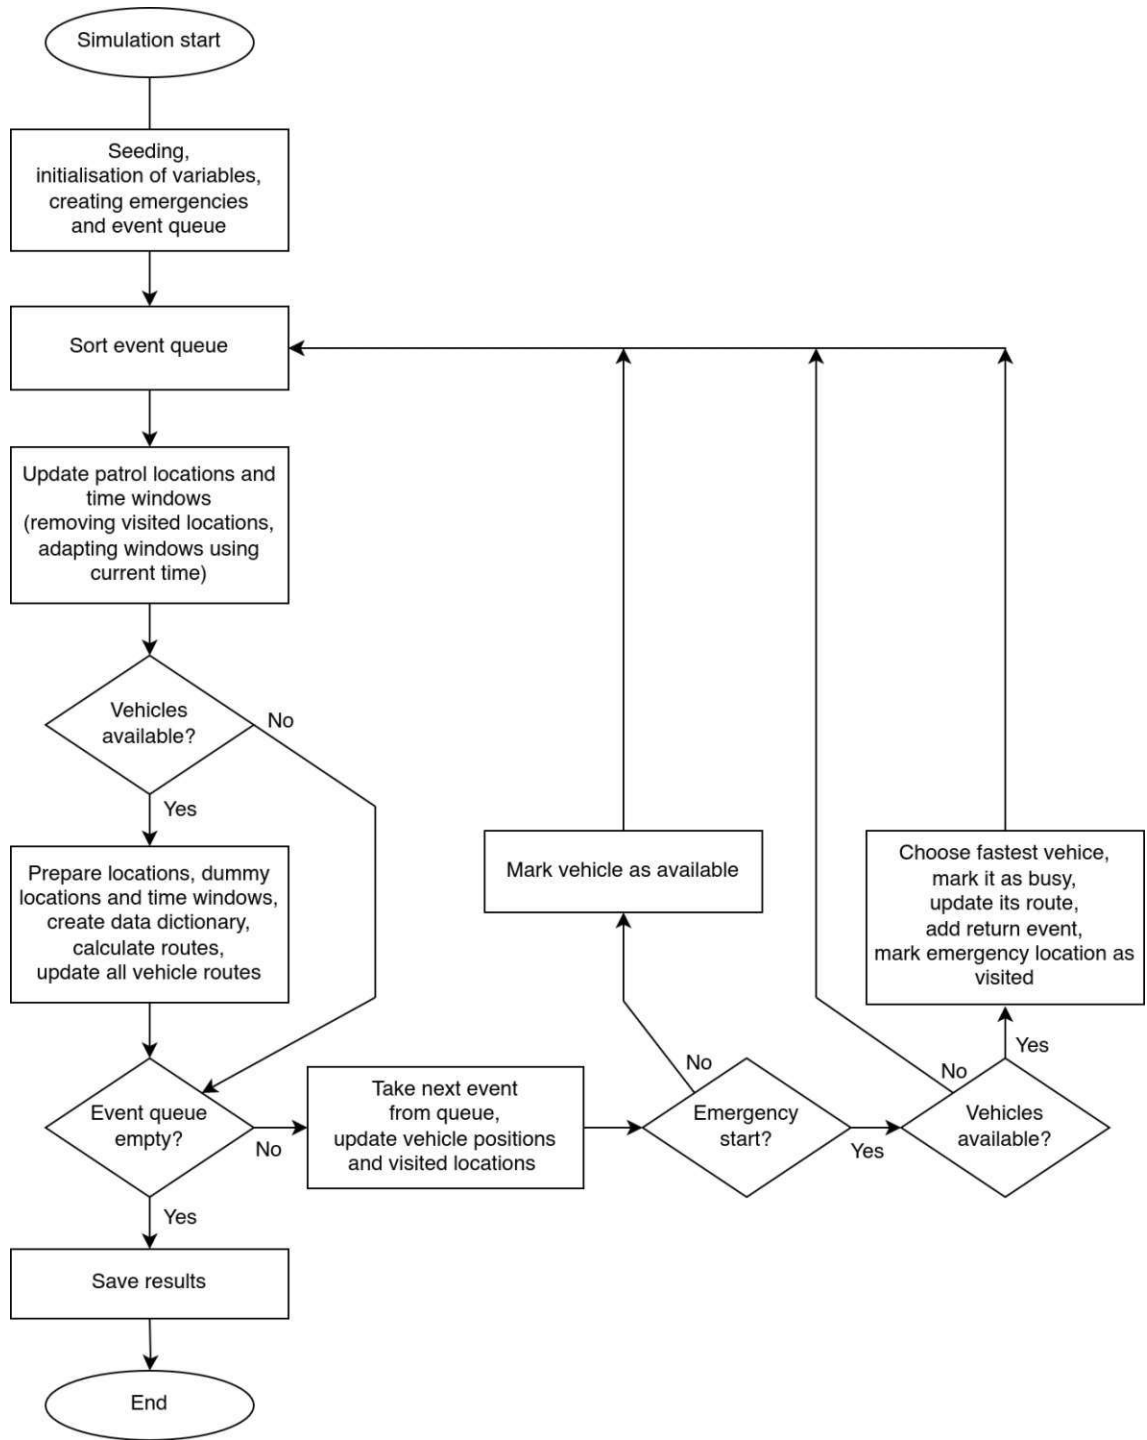 Simulation start
Seeding,
initialisation of variables,
creating emergencies
and event queue
Sort event queue
Update patrol locations and
time windows
(removing visited locations,
adapting windows using
current time)
Vehicles
available?
No
Yes
Prepare locations, dummy
locations and time windows,
create data dictionary,
calculate routes,
update all vehicle routes
Event queue
empty?
No
Yes
Take next event
from queue,
update vehicle positions
and visited locations
Emergency
start?
No
Yes
Mark vehicle as available
Vehicles
available?
No
Yes
Choose fastest vehice,
mark it as busy,
update its route,
add return event,
mark emergency location as
visited
Save results
End